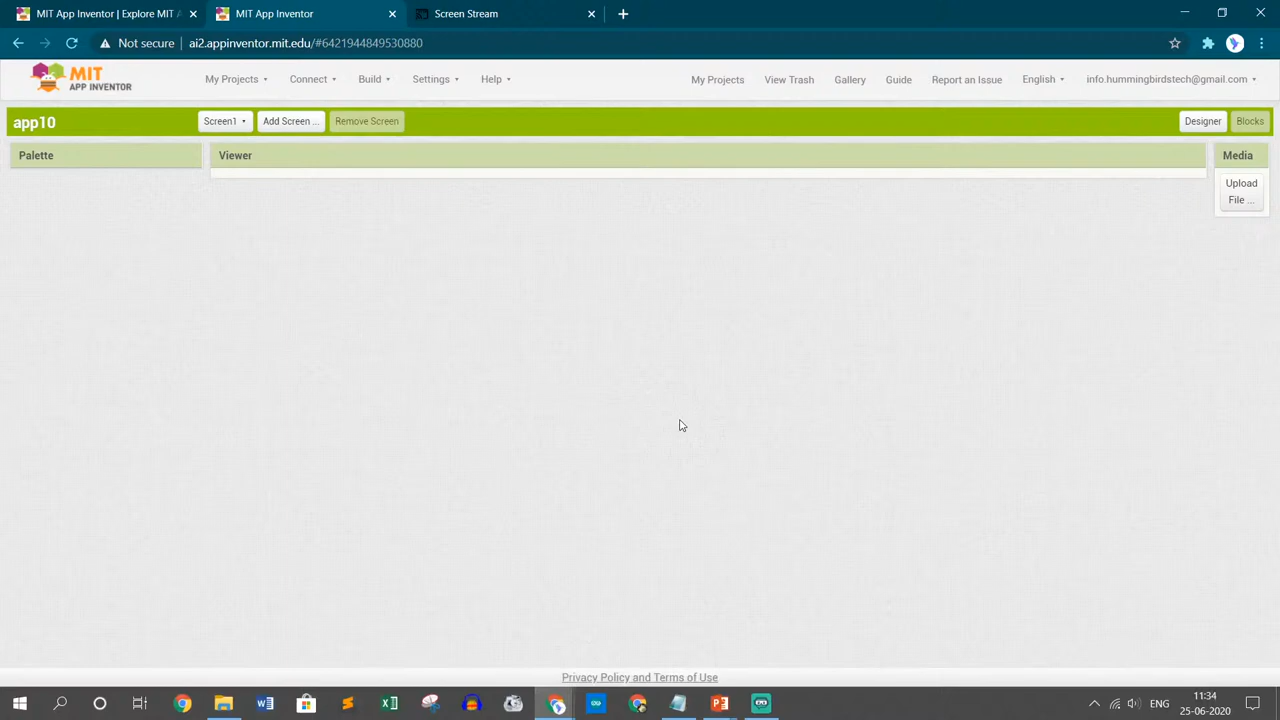 MIT App Inventor | Explore MIT A
MIT App Inventor
Screen Stream
Not secure
ai2.appinventor.mit.edu/#6421944849530880
MIT
APP INVENTOR
My Projects
Connect
Build
Settings
Help
My Projects
View Trash
Gallery
Guide
Report an Issue
English
info.hummingbirdstech@gmail.com
app10
Screen1
Add Screen ...
Remove Screen
Designer
Blocks
Palette
Viewer
Media
Upload
File ...
Privacy Policy and Terms of Use
ENG
11:34
25-06-2020